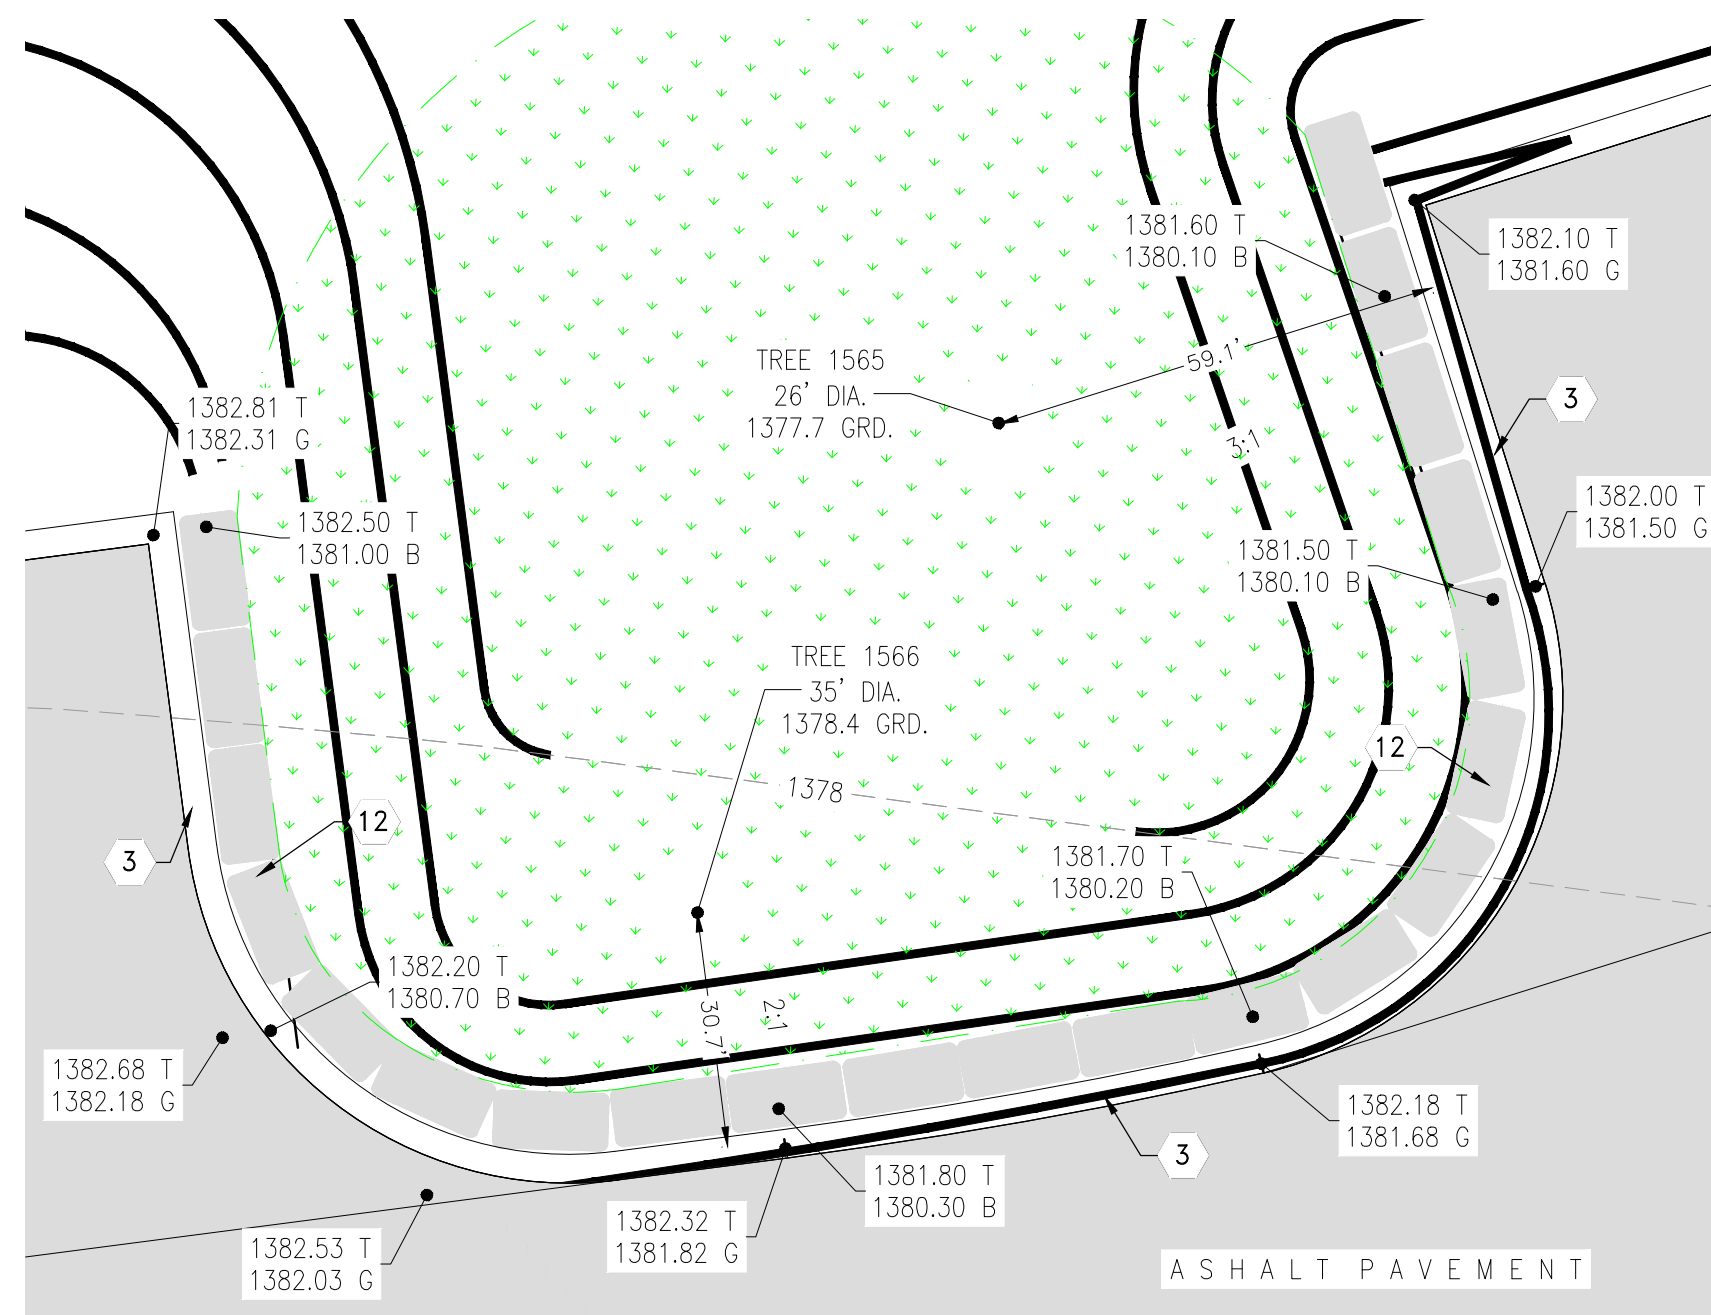 1381.60 T
1380.10 B
1382.10 T
1381.60 G
59.1'
TREE 1565
26' DIA.
1377.7 GRD.
3
1382.81 T
1382.31 G
3:1
1382.50 T
1381.00 B
1382.00 T
1381.50 G
1381.50 T
1380.10 B
TREE 1566
35' DIA.
1378.4 GRD.
12
1378
12
3
1381.70 T
1380.20 B
1382.20 T
1380.70 B
30.7'
2:1
1382.68 T
1382.18 G
1382.18 T
1381.68 G
3
1381.80 T
1380.30 B
1382.32 T
1381.82 G
1382.53 T
1382.03 G
ASHALT PAVEMENT